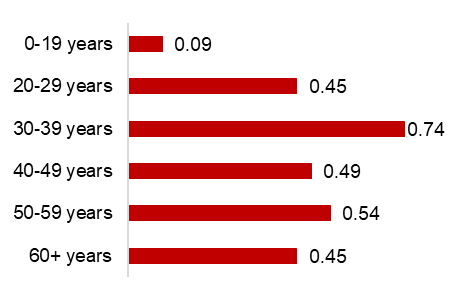 0-19 years 0.09
20-29 years 0.45
30-39 years 0.74
40-49 years 0.49
50-59 years 0.54
60+ years 0.45